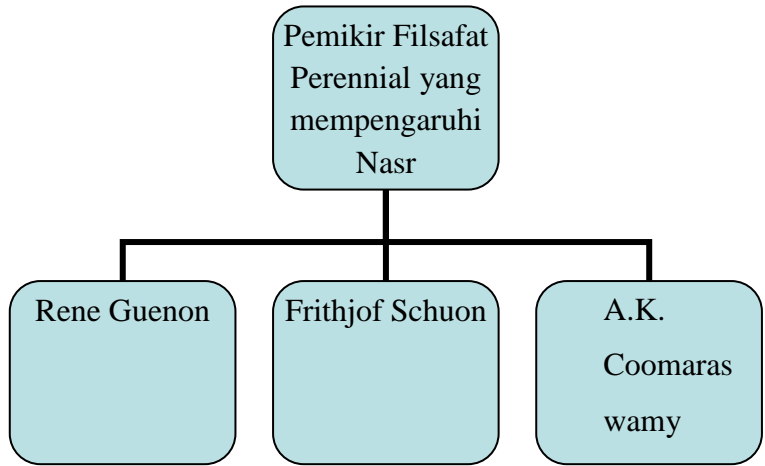 Pemikir Filsafat
Perennial yang
mempengaruhi
Nasr
Rene Guenon
Frithjof Schuon
A.K.
Coomaras
wamy